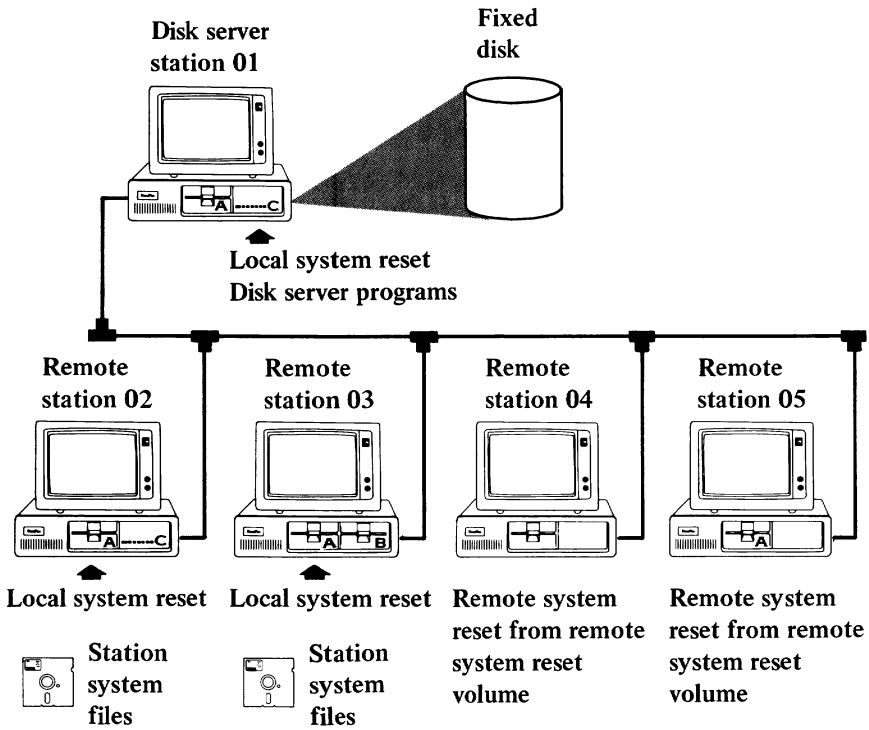 Disk server
station 01
Fixed
disk
A
C
Local system reset
Disk server programs
Remote
station 02
Remote
station 03
Remote
station 04
Remote
station 05
A
C
A
B
A
Local system reset
Local system reset
Remote system
reset from remote
system reset
volume
Remote system
reset from remote
system reset
volume
Station
system
files
Station
system
files